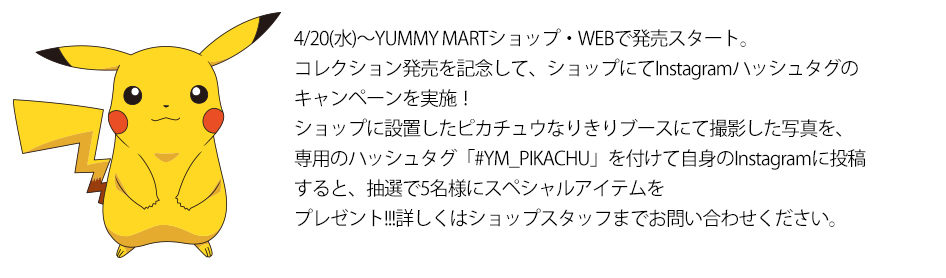 4/20(水)～YUMMY MARTショップ・WEBで発売スタート。
コレクション発売を記念して、ショップにてInstagramハッシュタグの
キャンペーンを実施！
ショップに設置したピカチュウなりきりブースにて撮影した写真を、
専用のハッシュタグ「#YM_PIKACHU」を付けて自身のInstagramに投稿
すると、抽選で5名様にスペシャルアイテムを
プレゼント!!!詳しくはショップスタッフまでお問い合わせください。